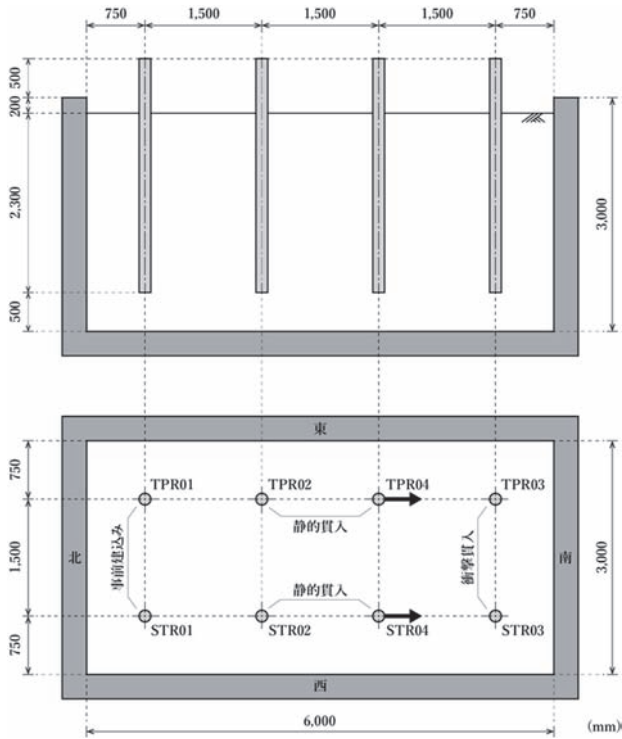 750 1,500 1,500 1,500 750
500
200
2,300
500
3,000
東
750
1,500
750
北
TPR01 TPR02 TPR04 TPR03
静的貫入
事前建込み
衝撃貫入
静的貫入
STR01 STR02 STR04 STR03
南
3,000
西
6,000
(mm)